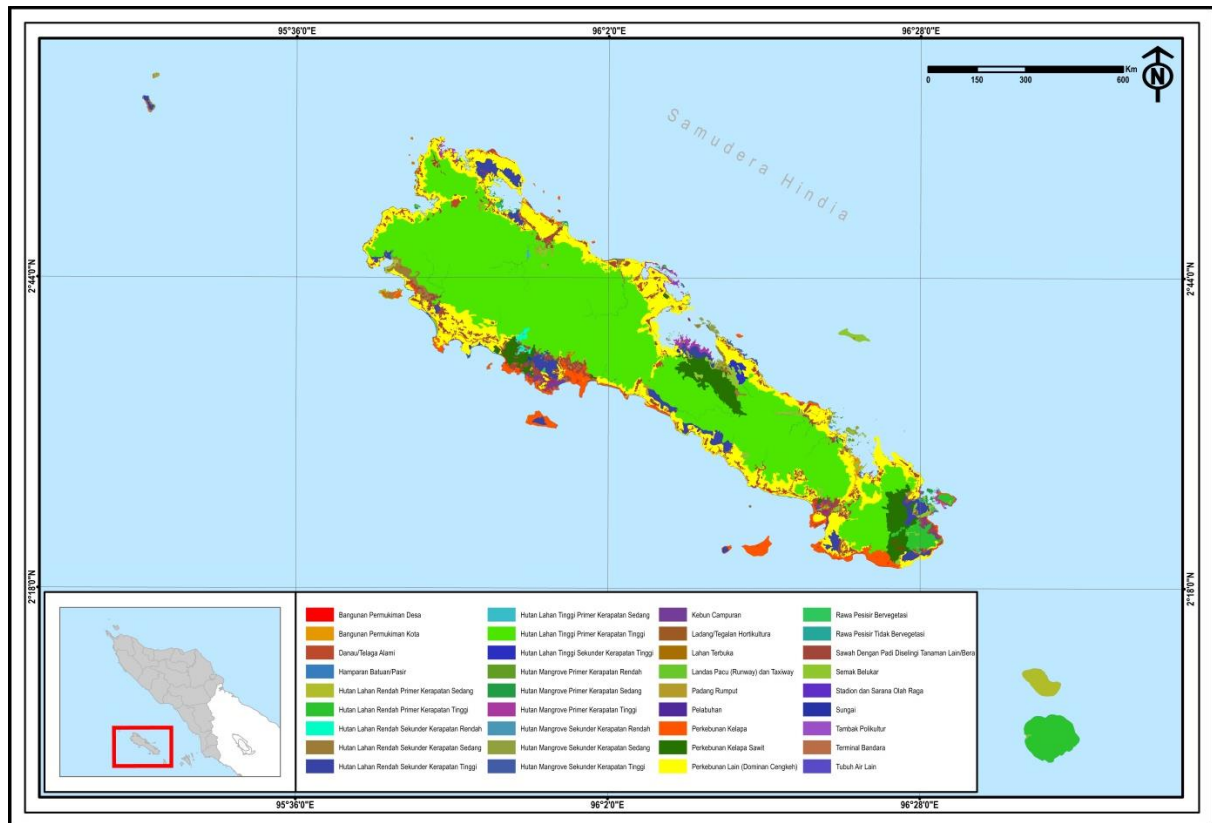 95°36'0"E 96°2'0"E 96°28'0"E
N
Km
0 150 300 600
Samudera Hindia
2°44'0"N 2°44'0"N
2°18'0"N 2°18'0"N
Bangunan Permukiman Desa
Bangunan Permukiman Kota
Danau/Telaga Alami
Hamparan Batuan/Pasir
Hutan Lahan Rendah Primer Kerapatan Sedang
Hutan Lahan Rendah Primer Kerapatan Tinggi
Hutan Lahan Rendah Sekunder Kerapatan Rendah
Hutan Lahan Rendah Sekunder Kerapatan Sedang
Hutan Lahan Rendah Sekunder Kerapatan Tinggi
Hutan Lahan Tinggi Primer Kerapatan Sedang
Hutan Lahan Tinggi Primer Kerapatan Tinggi
Hutan Lahan Tinggi Sekunder Kerapatan Tinggi
Hutan Mangrove Primer Kerapatan Rendah
Hutan Mangrove Primer Kerapatan Sedang
Hutan Mangrove Primer Kerapatan Tinggi
Hutan Mangrove Sekunder Kerapatan Rendah
Hutan Mangrove Sekunder Kerapatan Sedang
Hutan Mangrove Sekunder Kerapatan Tinggi
Kebun Campuran
Ladang/Tegalan Hortikultura
Lahan Terbuka
Landas Pacu (Runway) dan Taxiway
Padang Rumput
Pelabuhan
Perkebunan Kelapa
Perkebunan Kelapa Sawit
Perkebunan Lain (Dominan Cengkeh)
Rawa Pesisir Bervegetasi
Rawa Pesisir Tidak Bervegetasi
Sawah Dengan Padi Diselingi Tanaman Lain/Bera
Semak Belukar
Stadion dan Sarana Olah Raga
Sungai
Tambak Polikultur
Terminal Bandara
Tubuh Air Lain
95°36'0"E 96°2'0"E 96°28'0"E